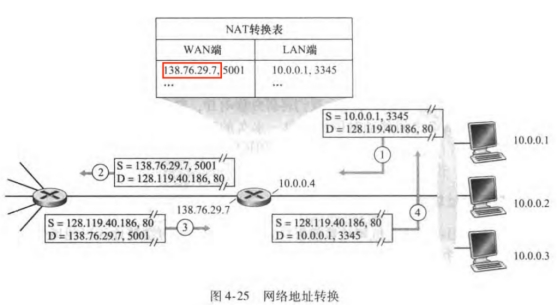 NAT转换表
WAN端 LAN端
138.76.29.7, 5001 10.0.0.1, 3345
… …
S = 10.0.0.1, 3345
D = 128.119.40.186, 80
1
10.0.0.1
2
S = 138.76.29.7, 5001
D = 128.119.40.186, 80
10.0.0.4
4
10.0.0.2
138.76.29.7
S = 128.119.40.186, 80
D = 138.76.29.7, 5001
3
S = 128.119.40.186, 80
D = 10.0.0.1, 3345
10.0.0.3
图 4-25 网络地址转换